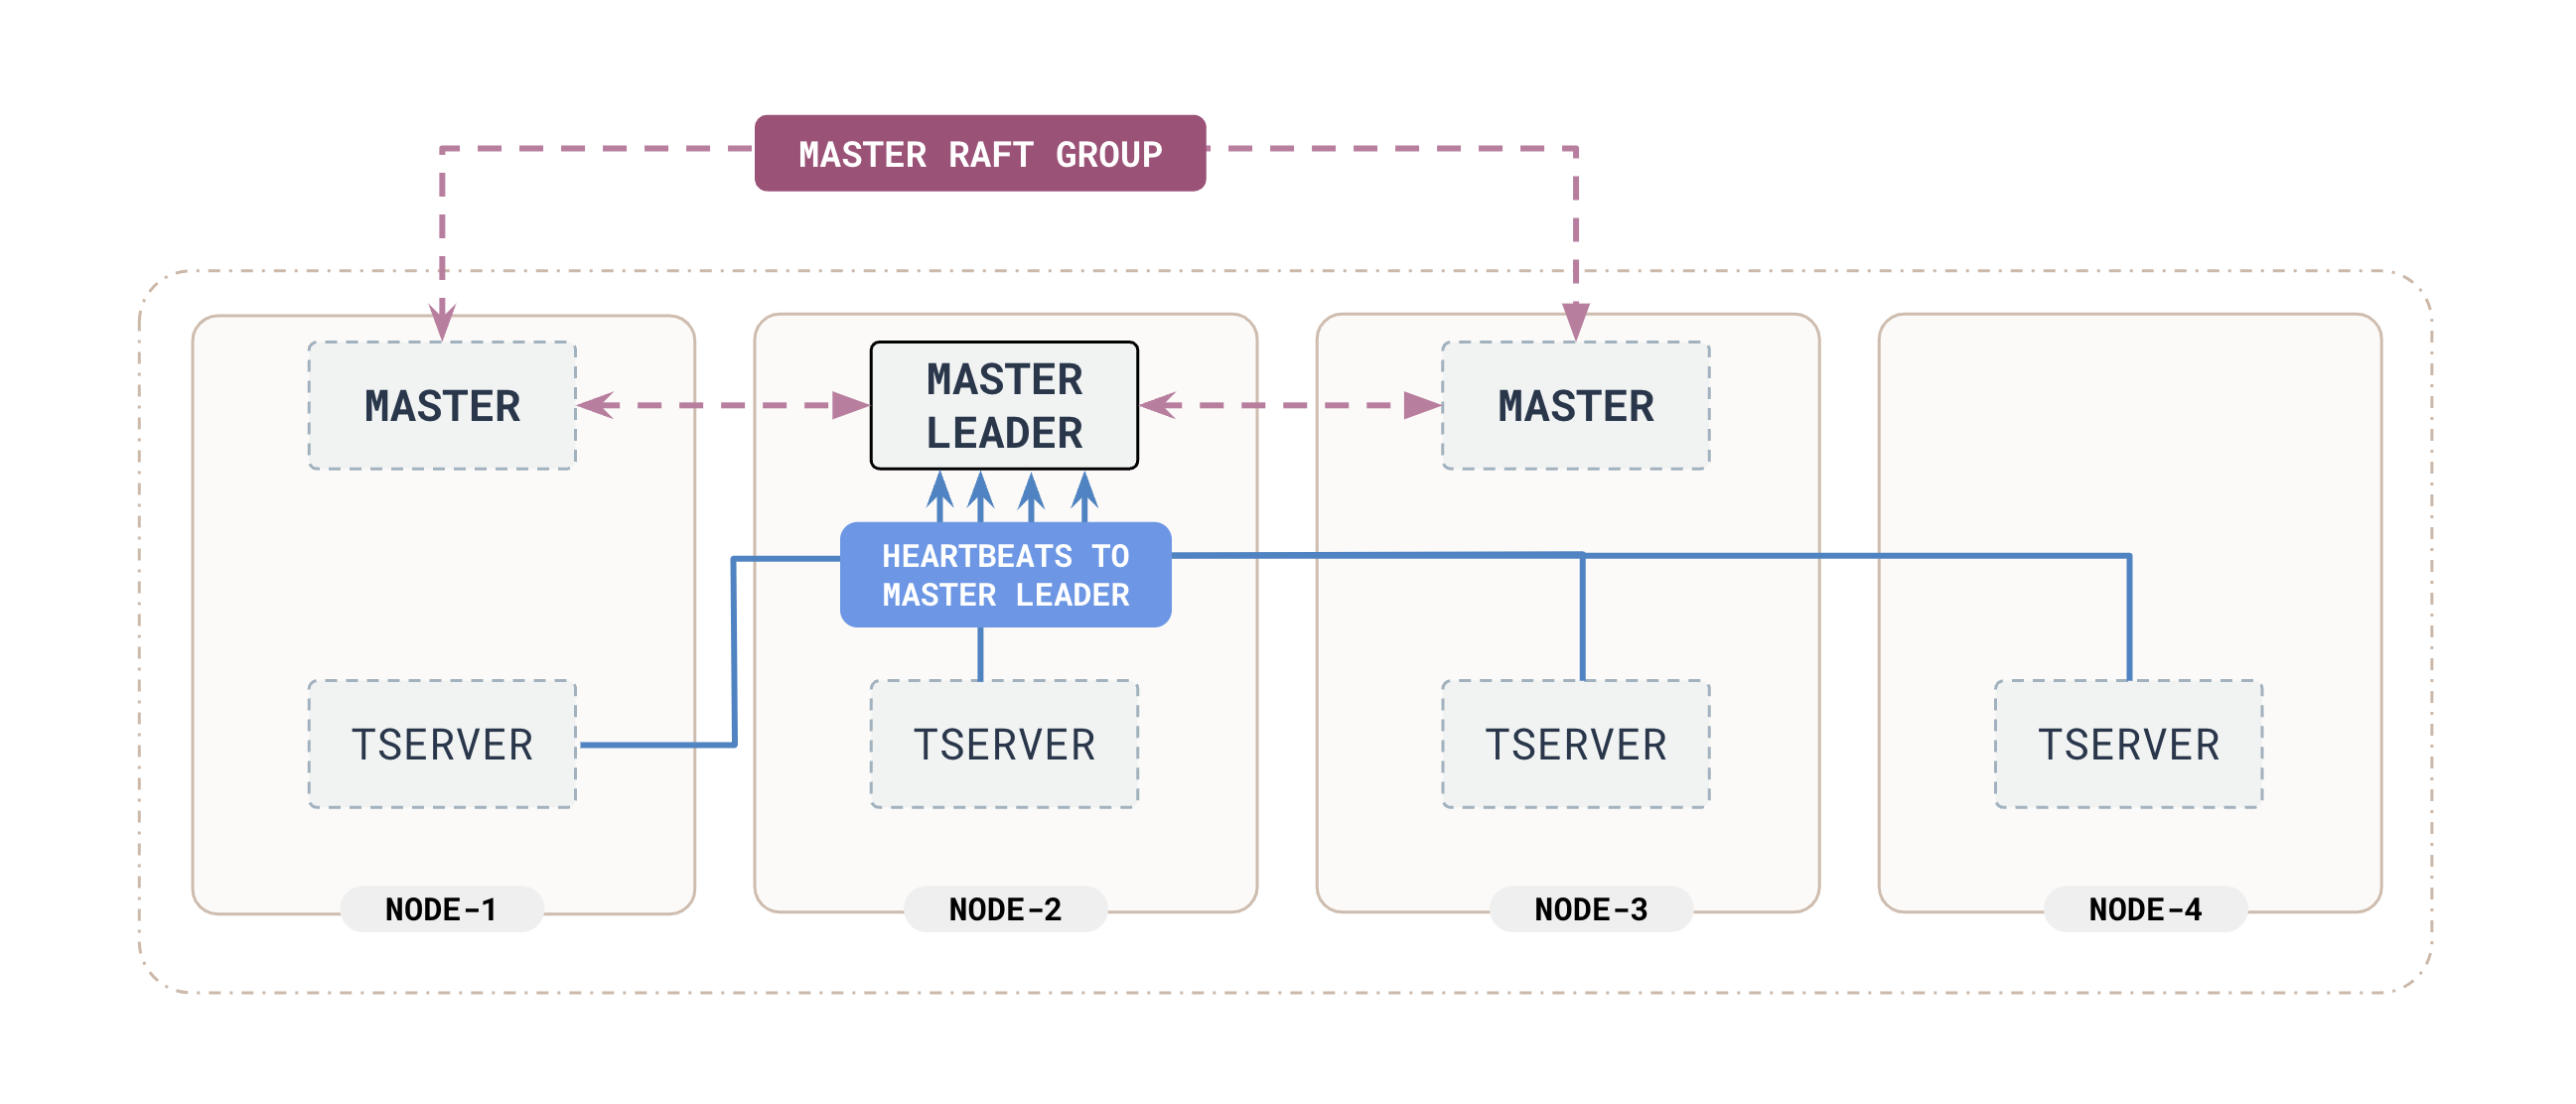 MASTER RAFT GROUP
MASTER
MASTER
LEADER
MASTER
HEARTBEATS TO
MASTER LEADER
TSERVER
TSERVER
TSERVER
TSERVER
NODE-1
NODE-2
NODE-3
NODE-4